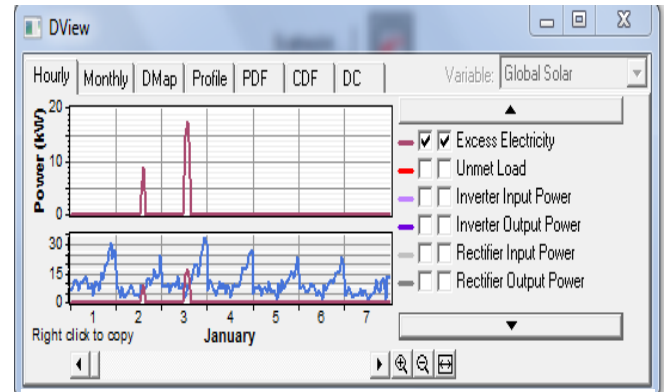 DView
Hourly Monthly DMap Profile PDF CDF DC Variable: Global Solar
Power (kW)
20
10
0
30
15
0
1 2 3 4 5 6 7
Right click to copy January
Excess Electricity
Unmet Load
Inverter Input Power
Inverter Output Power
Rectifier Input Power
Rectifier Output Power